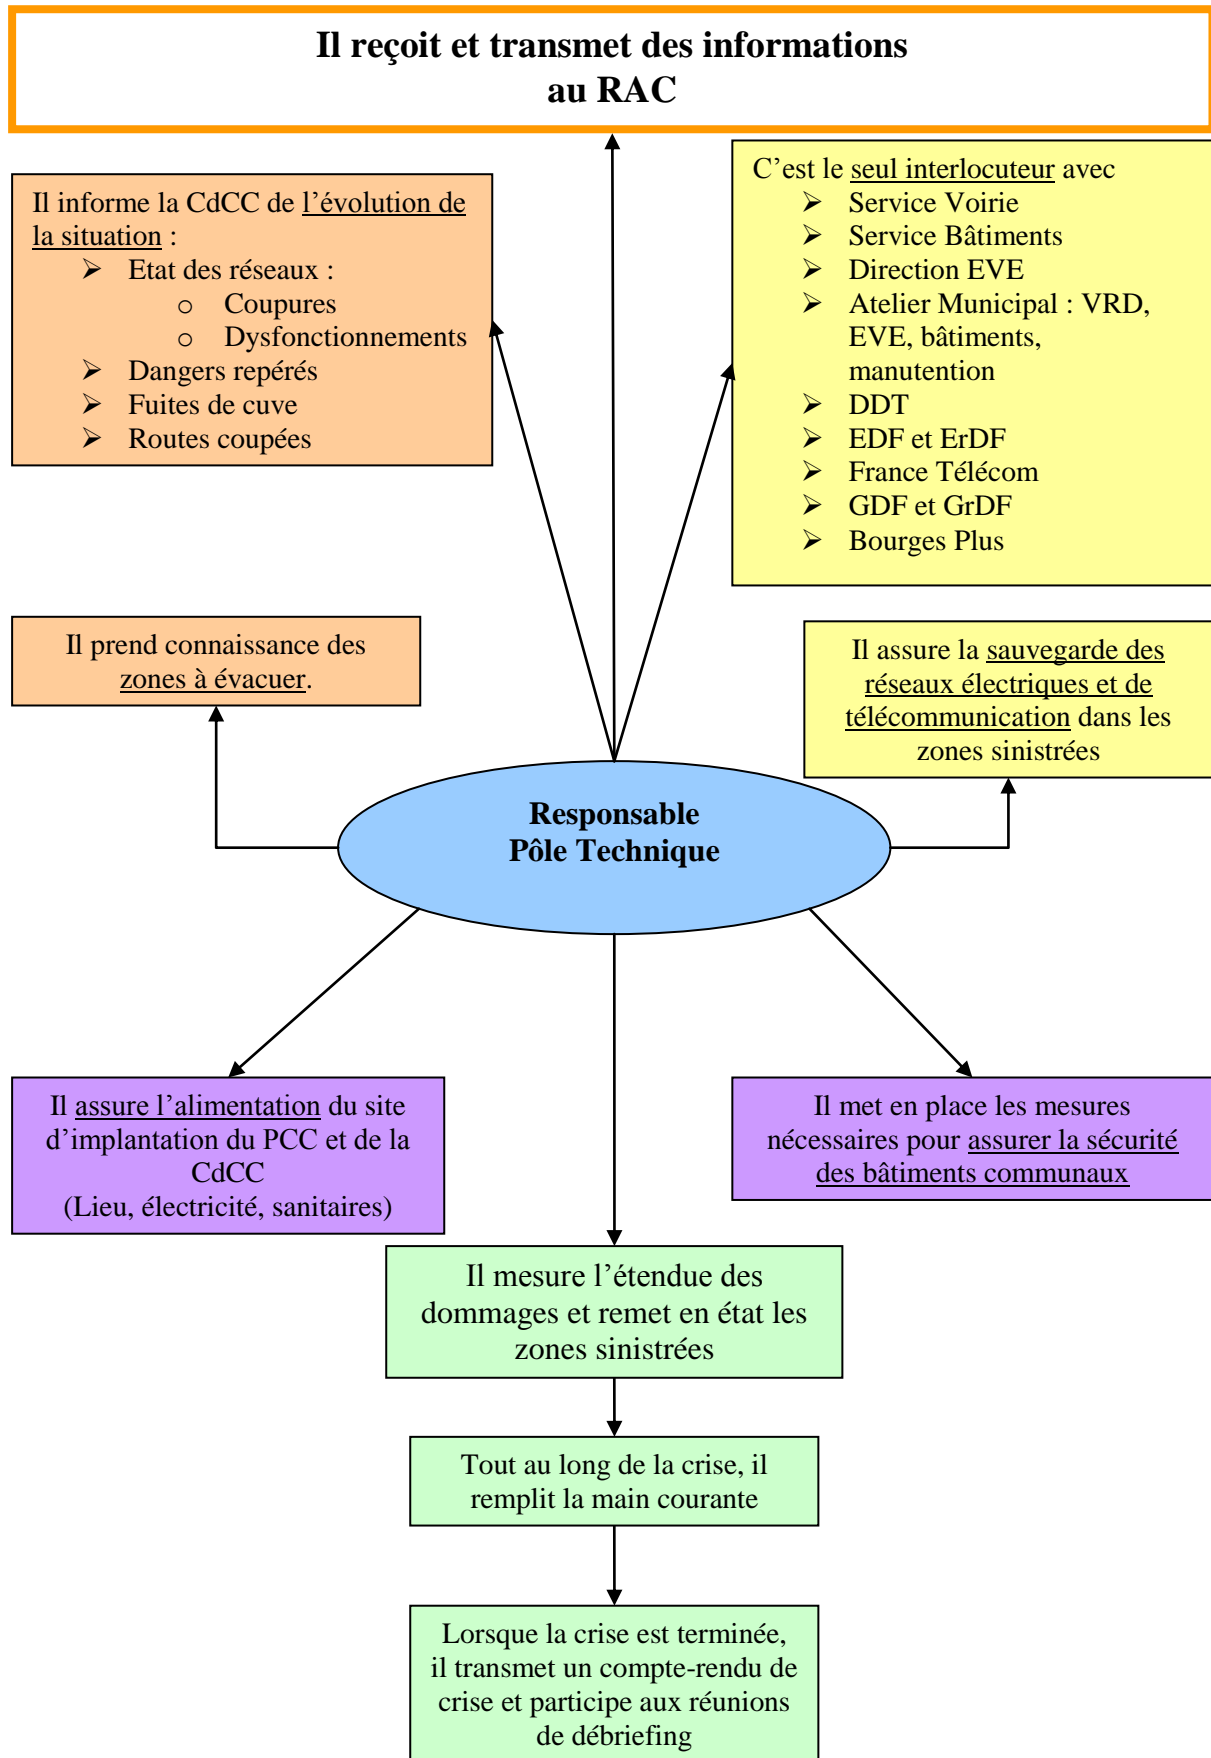 Il reçoit et transmet des informations
au RAC
Il informe la CdCC de l’évolution de
la situation :
➢ Etat des réseaux :
o Coupures
o Dysfonctionnements
➢ Dangers repérés
➢ Fuites de cuve
➢ Routes coupées
C’est le seul interlocuteur avec
➢ Service Voirie
➢ Service Bâtiments
➢ Direction EVE
➢ Atelier Municipal : VRD,
EVE, bâtiments,
manutention
➢ DDT
➢ EDF et ErDF
➢ France Télécom
➢ GDF et GrDF
➢ Bourges Plus
Il prend connaissance des
zones à évacuer.
Il assure la sauvegarde des
réseaux électriques et de
télécommunication dans les
zones sinistrées
Responsable
Pôle Technique
Il assure l’alimentation du site
d’implantation du PCC et de la
CdCC
(Lieu, électricité, sanitaires)
Il met en place les mesures
nécessaires pour assurer la sécurité
des bâtiments communaux
Il mesure l’étendue des
dommages et remet en état les
zones sinistrées
Tout au long de la crise, il
remplit la main courante
Lorsque la crise est terminée,
il transmet un compte-rendu de
crise et participe aux réunions
de débriefing